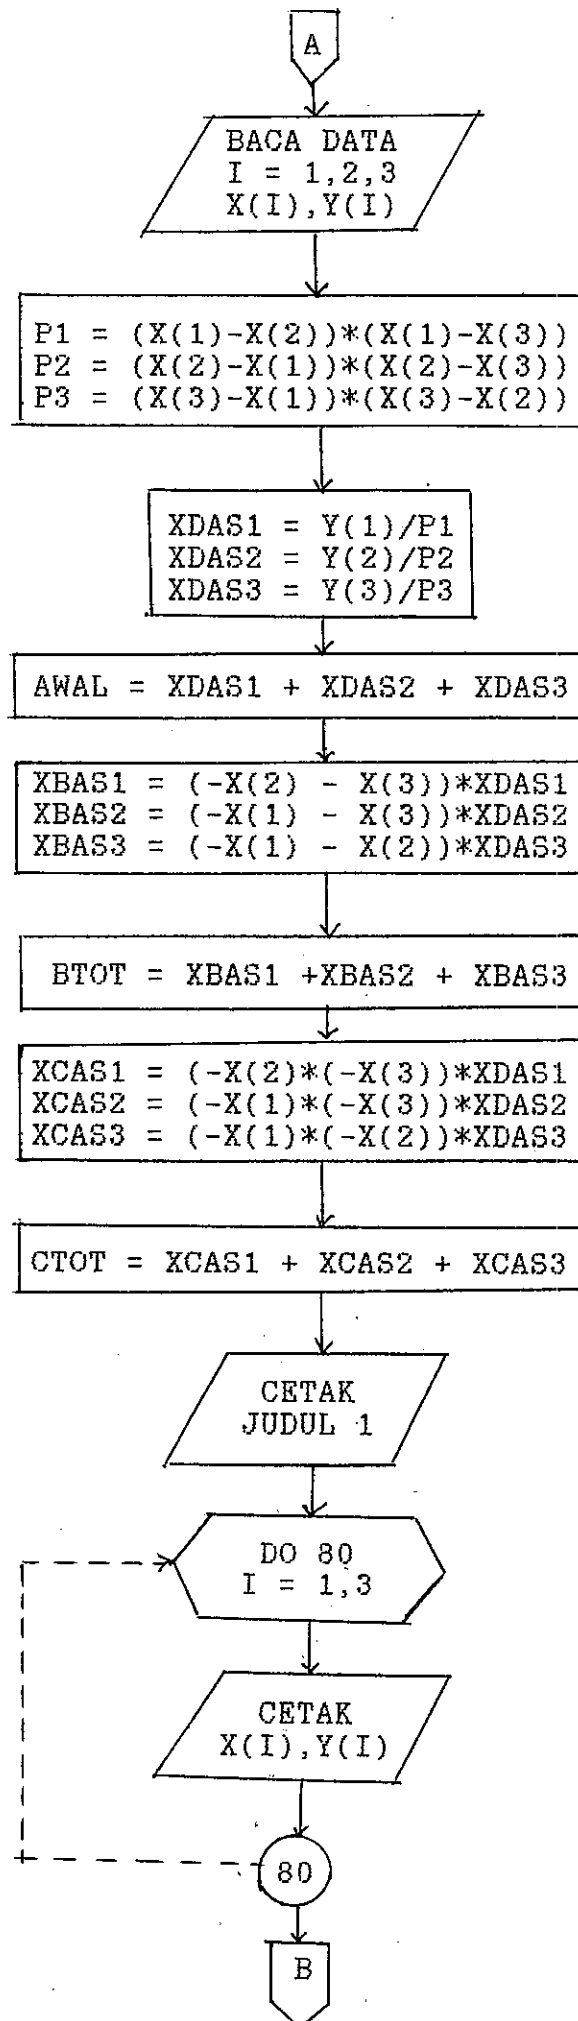 A
BACA DATA
I = 1,2,3
X(I),Y(I)
P1 = (X(1)-X(2))*(X(1)-X(3))
P2 = (X(2)-X(1))*(X(2)-X(3))
P3 = (X(3)-X(1))*(X(3)-X(2))
XDAS1 = Y(1)/P1
XDAS2 = Y(2)/P2
XDAS3 = Y(3)/P3
AWAL = XDAS1 + XDAS2 + XDAS3
XBAS1 = (-X(2) - X(3))*XDAS1
XBAS2 = (-X(1) - X(3))*XDAS2
XBAS3 = (-X(1) - X(2))*XDAS3
BTOT = XBAS1 +XBAS2 + XBAS3
XCAS1 = (-X(2)*(-X(3))*XDAS1
XCAS2 = (-X(1)*(-X(3))*XDAS2
XCAS3 = (-X(1)*(-X(2))*XDAS3
CTOT = XCAS1 + XCAS2 + XCAS3
CETAK
JUDUL 1
DO 80
I = 1,3
CETAK
X(I),Y(I)
80
B